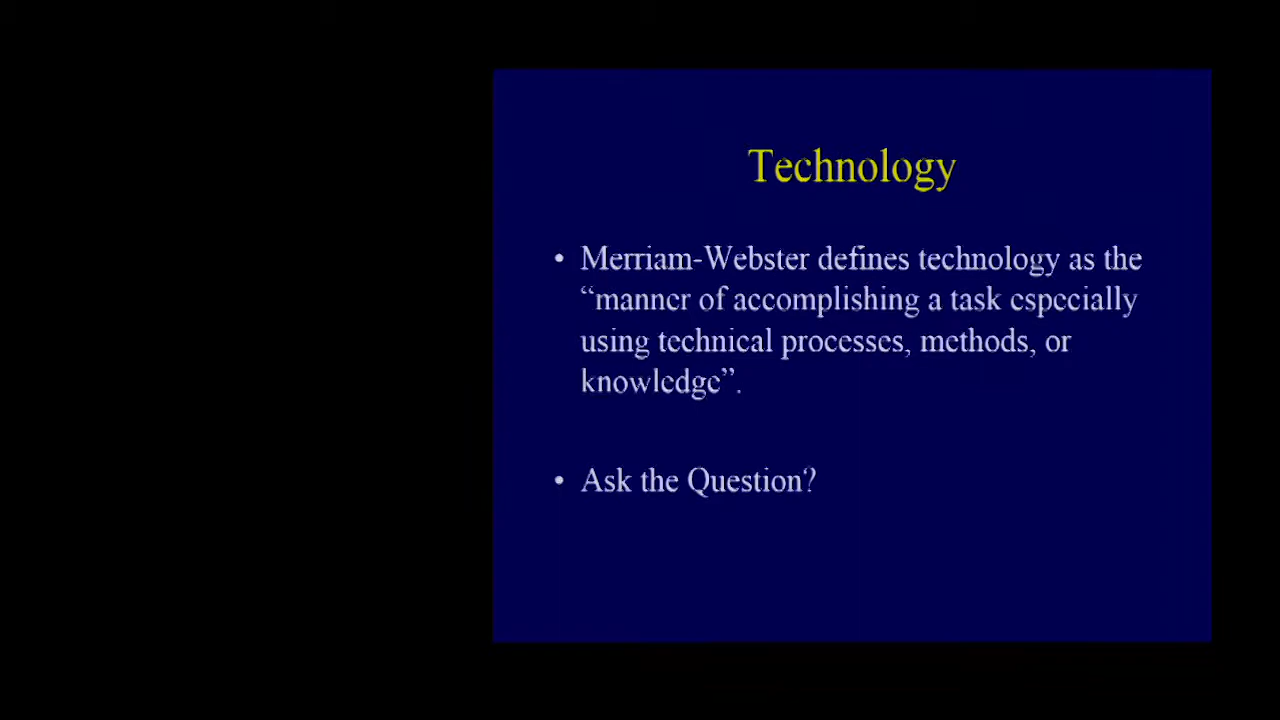 Technology
• Merriam-Webster defines technology as the
“manner of accomplishing a task especially
using technical processes, methods, or
knowledge”.
• Ask the Question?